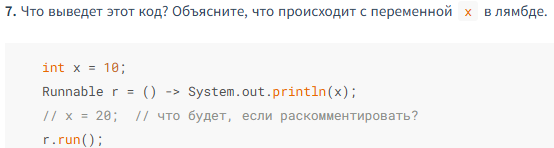 7. Что выведет этот код? Объясните, что происходит с переменной x в лямбде.
int x = 10;
Runnable r = () -> System.out.println(x);
// x = 20;  // что будет, если раскомментировать?
r.run();